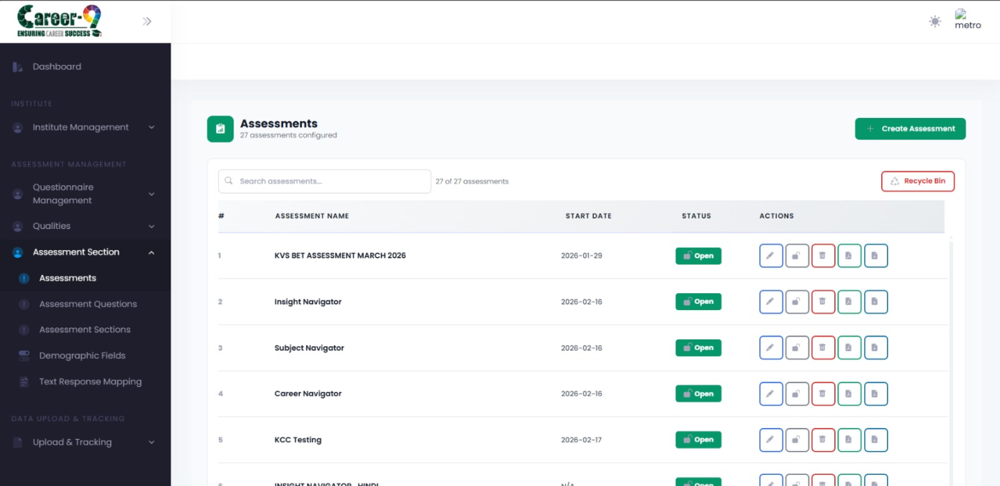 Career-9
ENSURING CAREER SUCCESS
metro
Dashboard
INSTITUTE
Institute Management
ASSESSMENT MANAGEMENT
Questionnaire
Management
Qualities
Assessment Section
Assessments
Assessment Questions
Assessment Sections
Demographic Fields
Text Response Mapping
DATA UPLOAD & TRACKING
Upload & Tracking
Assessments
27 assessments configured
Create Assessment
Search assessments...
27 of 27 assessments
Recycle Bin
# ASSESSMENT NAME START DATE STATUS ACTIONS
1 KVS BET ASSESSMENT MARCH 2026 2026-01-29 Open
2 Insight Navigator 2026-02-16 Open
3 Subject Navigator 2026-02-16 Open
4 Career Navigator 2026-02-16 Open
5 KCC Testing 2026-02-17 Open
6 INSIGHT NAVIGATOR HINDI N/A Open